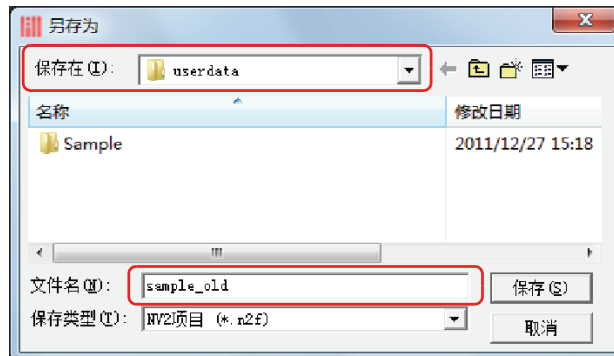 另存为
保存在(I): userdata
名称 修改日期
Sample 2011/12/27 15:18
文件名(N): sample_old 保存(S)
保存类型(T): NV2项目 (*.n2f) 取消